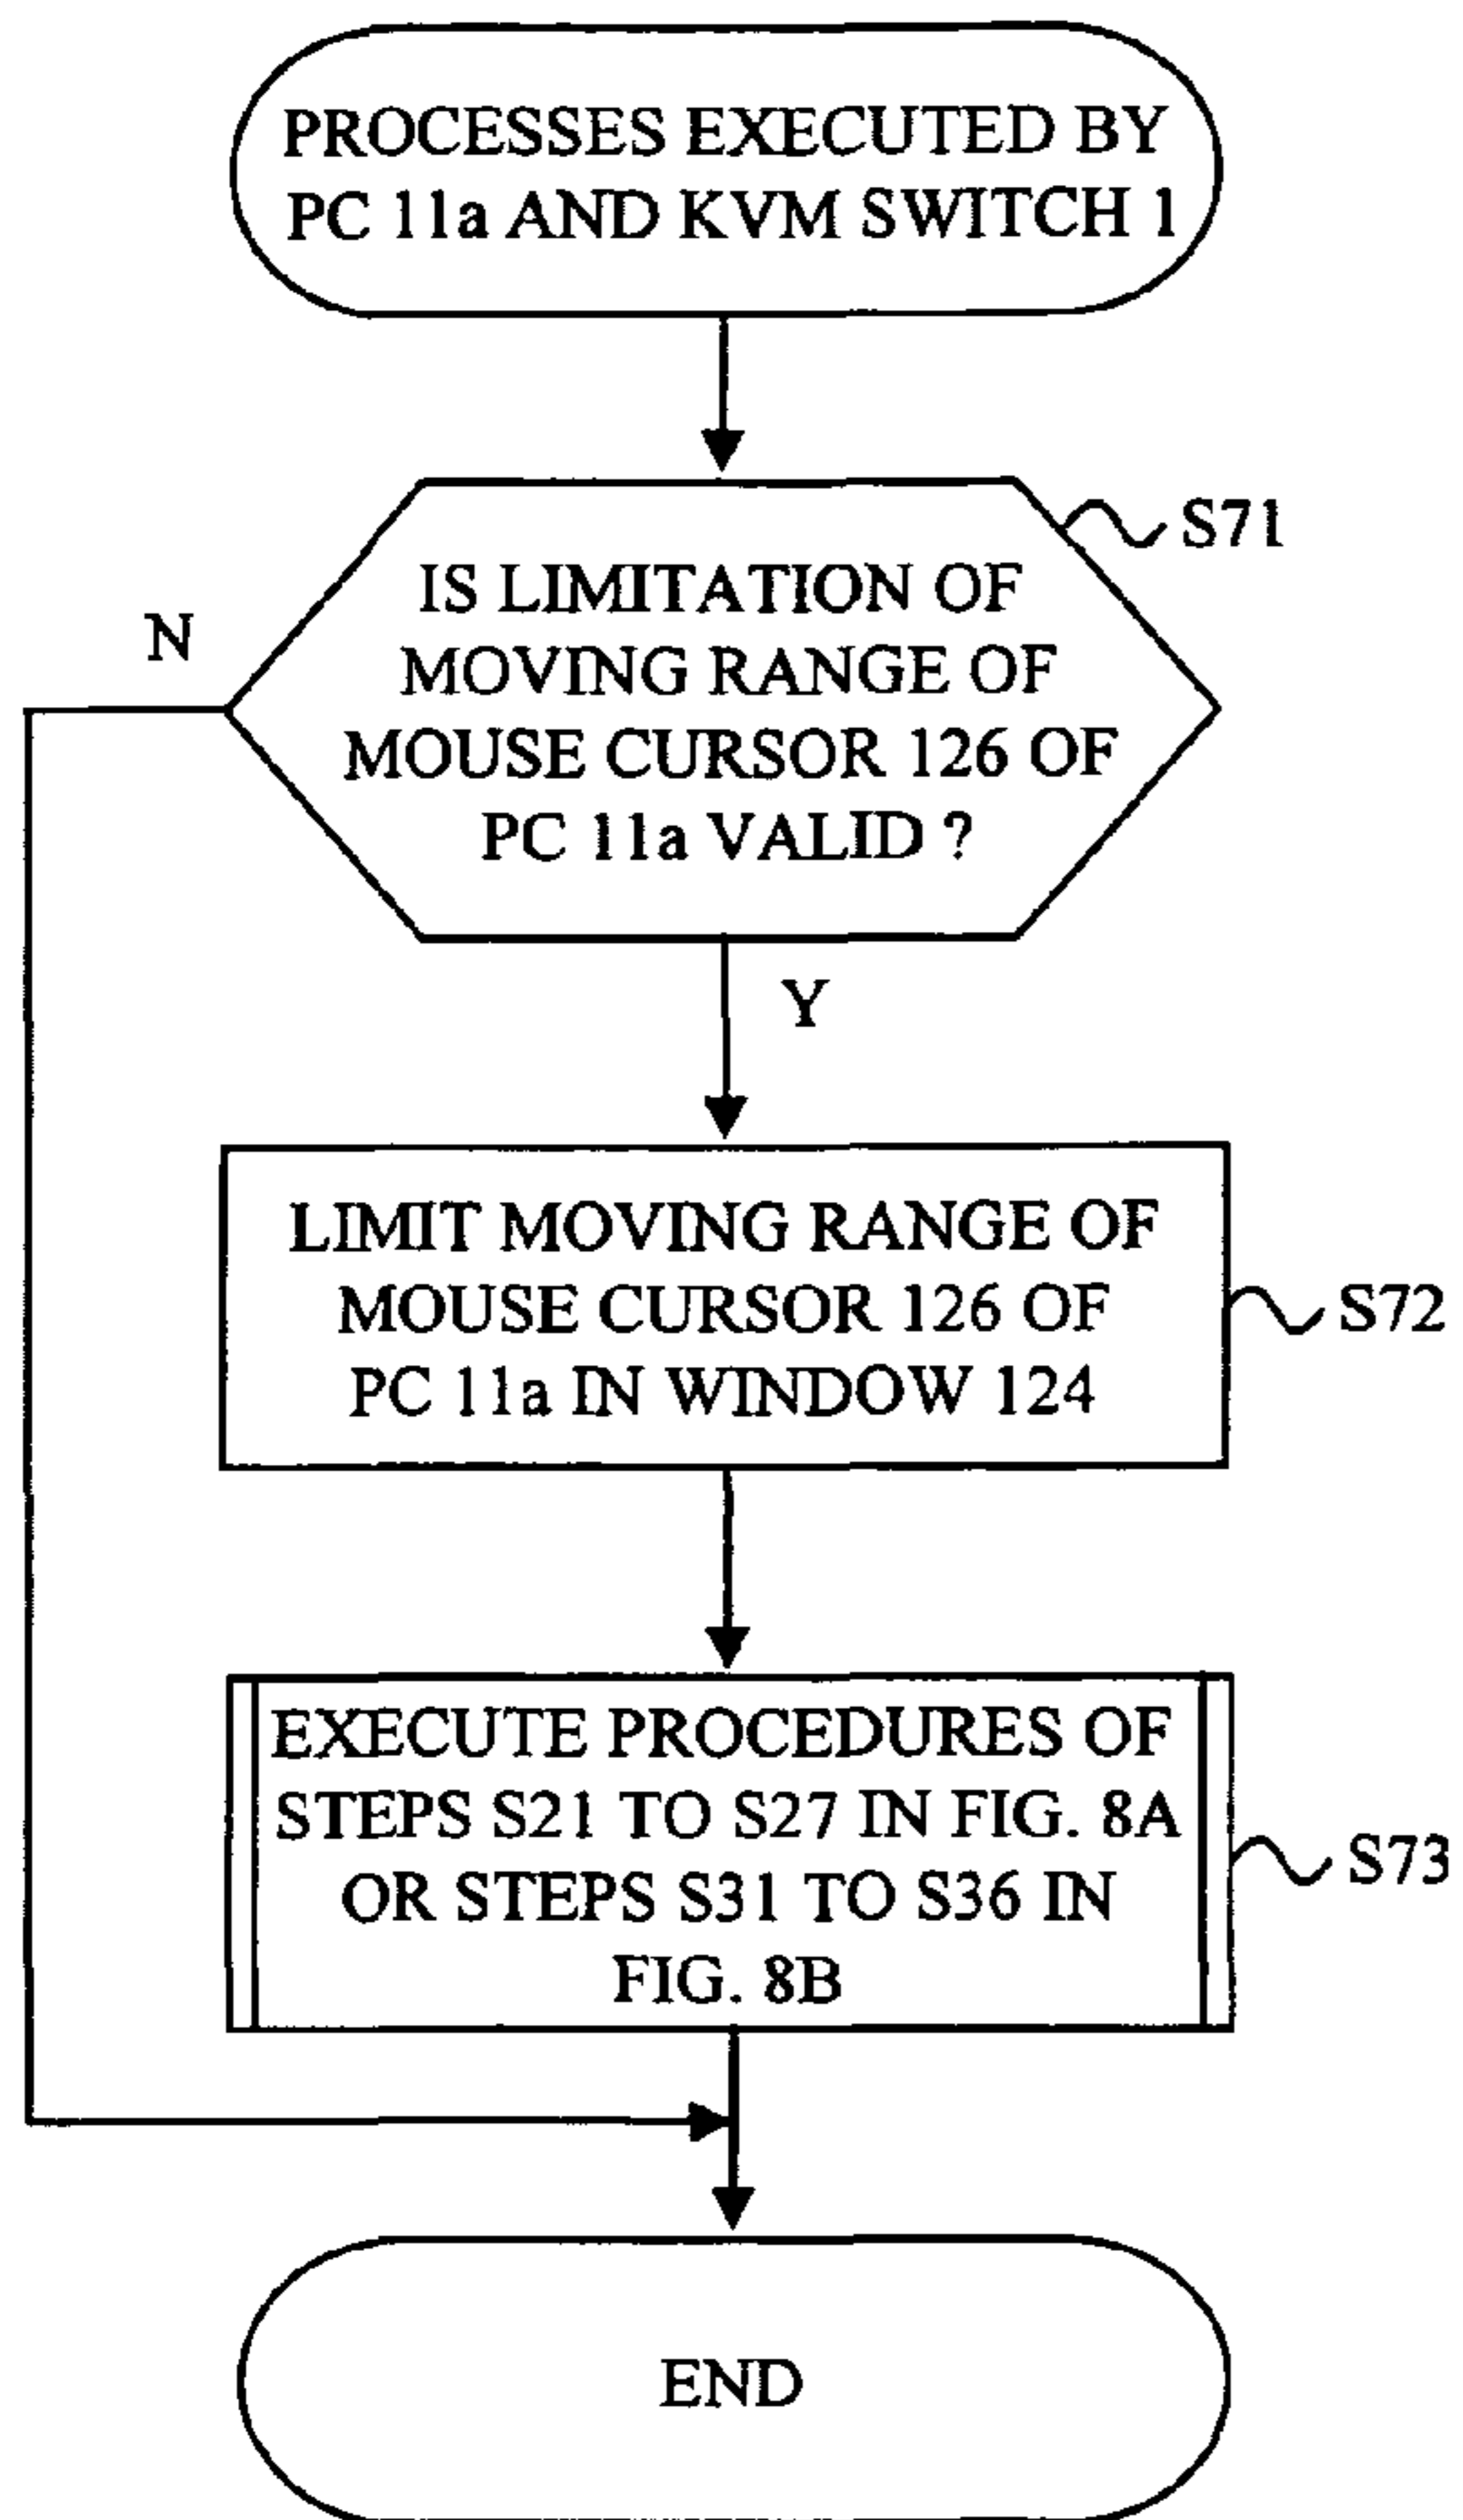 PROCESSES EXECUTED BY
PC 11a AND KVM SWITCH 1
S71
IS LIMITATION OF
MOVING RANGE OF
MOUSE CURSOR 126 OF
PC 11a VALID ?
N
Y
LIMIT MOVING RANGE OF
MOUSE CURSOR 126 OF
PC 11a IN WINDOW 124
S72
EXECUTE PROCEDURES OF
STEPS S21 TO S27 IN FIG. 8A
OR STEPS S31 TO S36 IN
FIG. 8B
S73
END